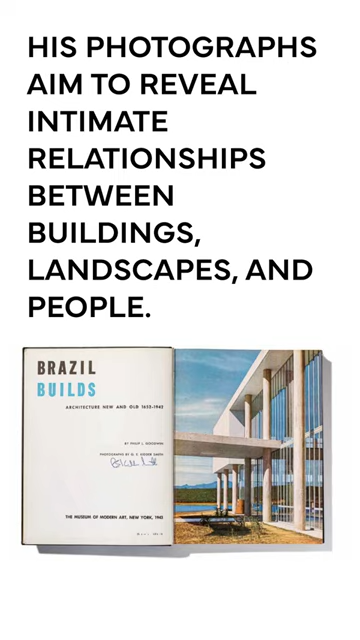 HIS PHOTOGRAPHS
AIM TO REVEAL
INTIMATE
RELATIONSHIPS
BETWEEN
BUILDINGS,
LANDSCAPES, AND
PEOPLE.
BRAZIL
BUILDS
ARCHITECTURE NEW AND OLD 1652-1942
BY PHILIP L. GOODWIN
PHOTOGRAPHS BY G. E. KIDDER SMITH
THE MUSEUM OF MODERN ART, NEW YORK, 1943